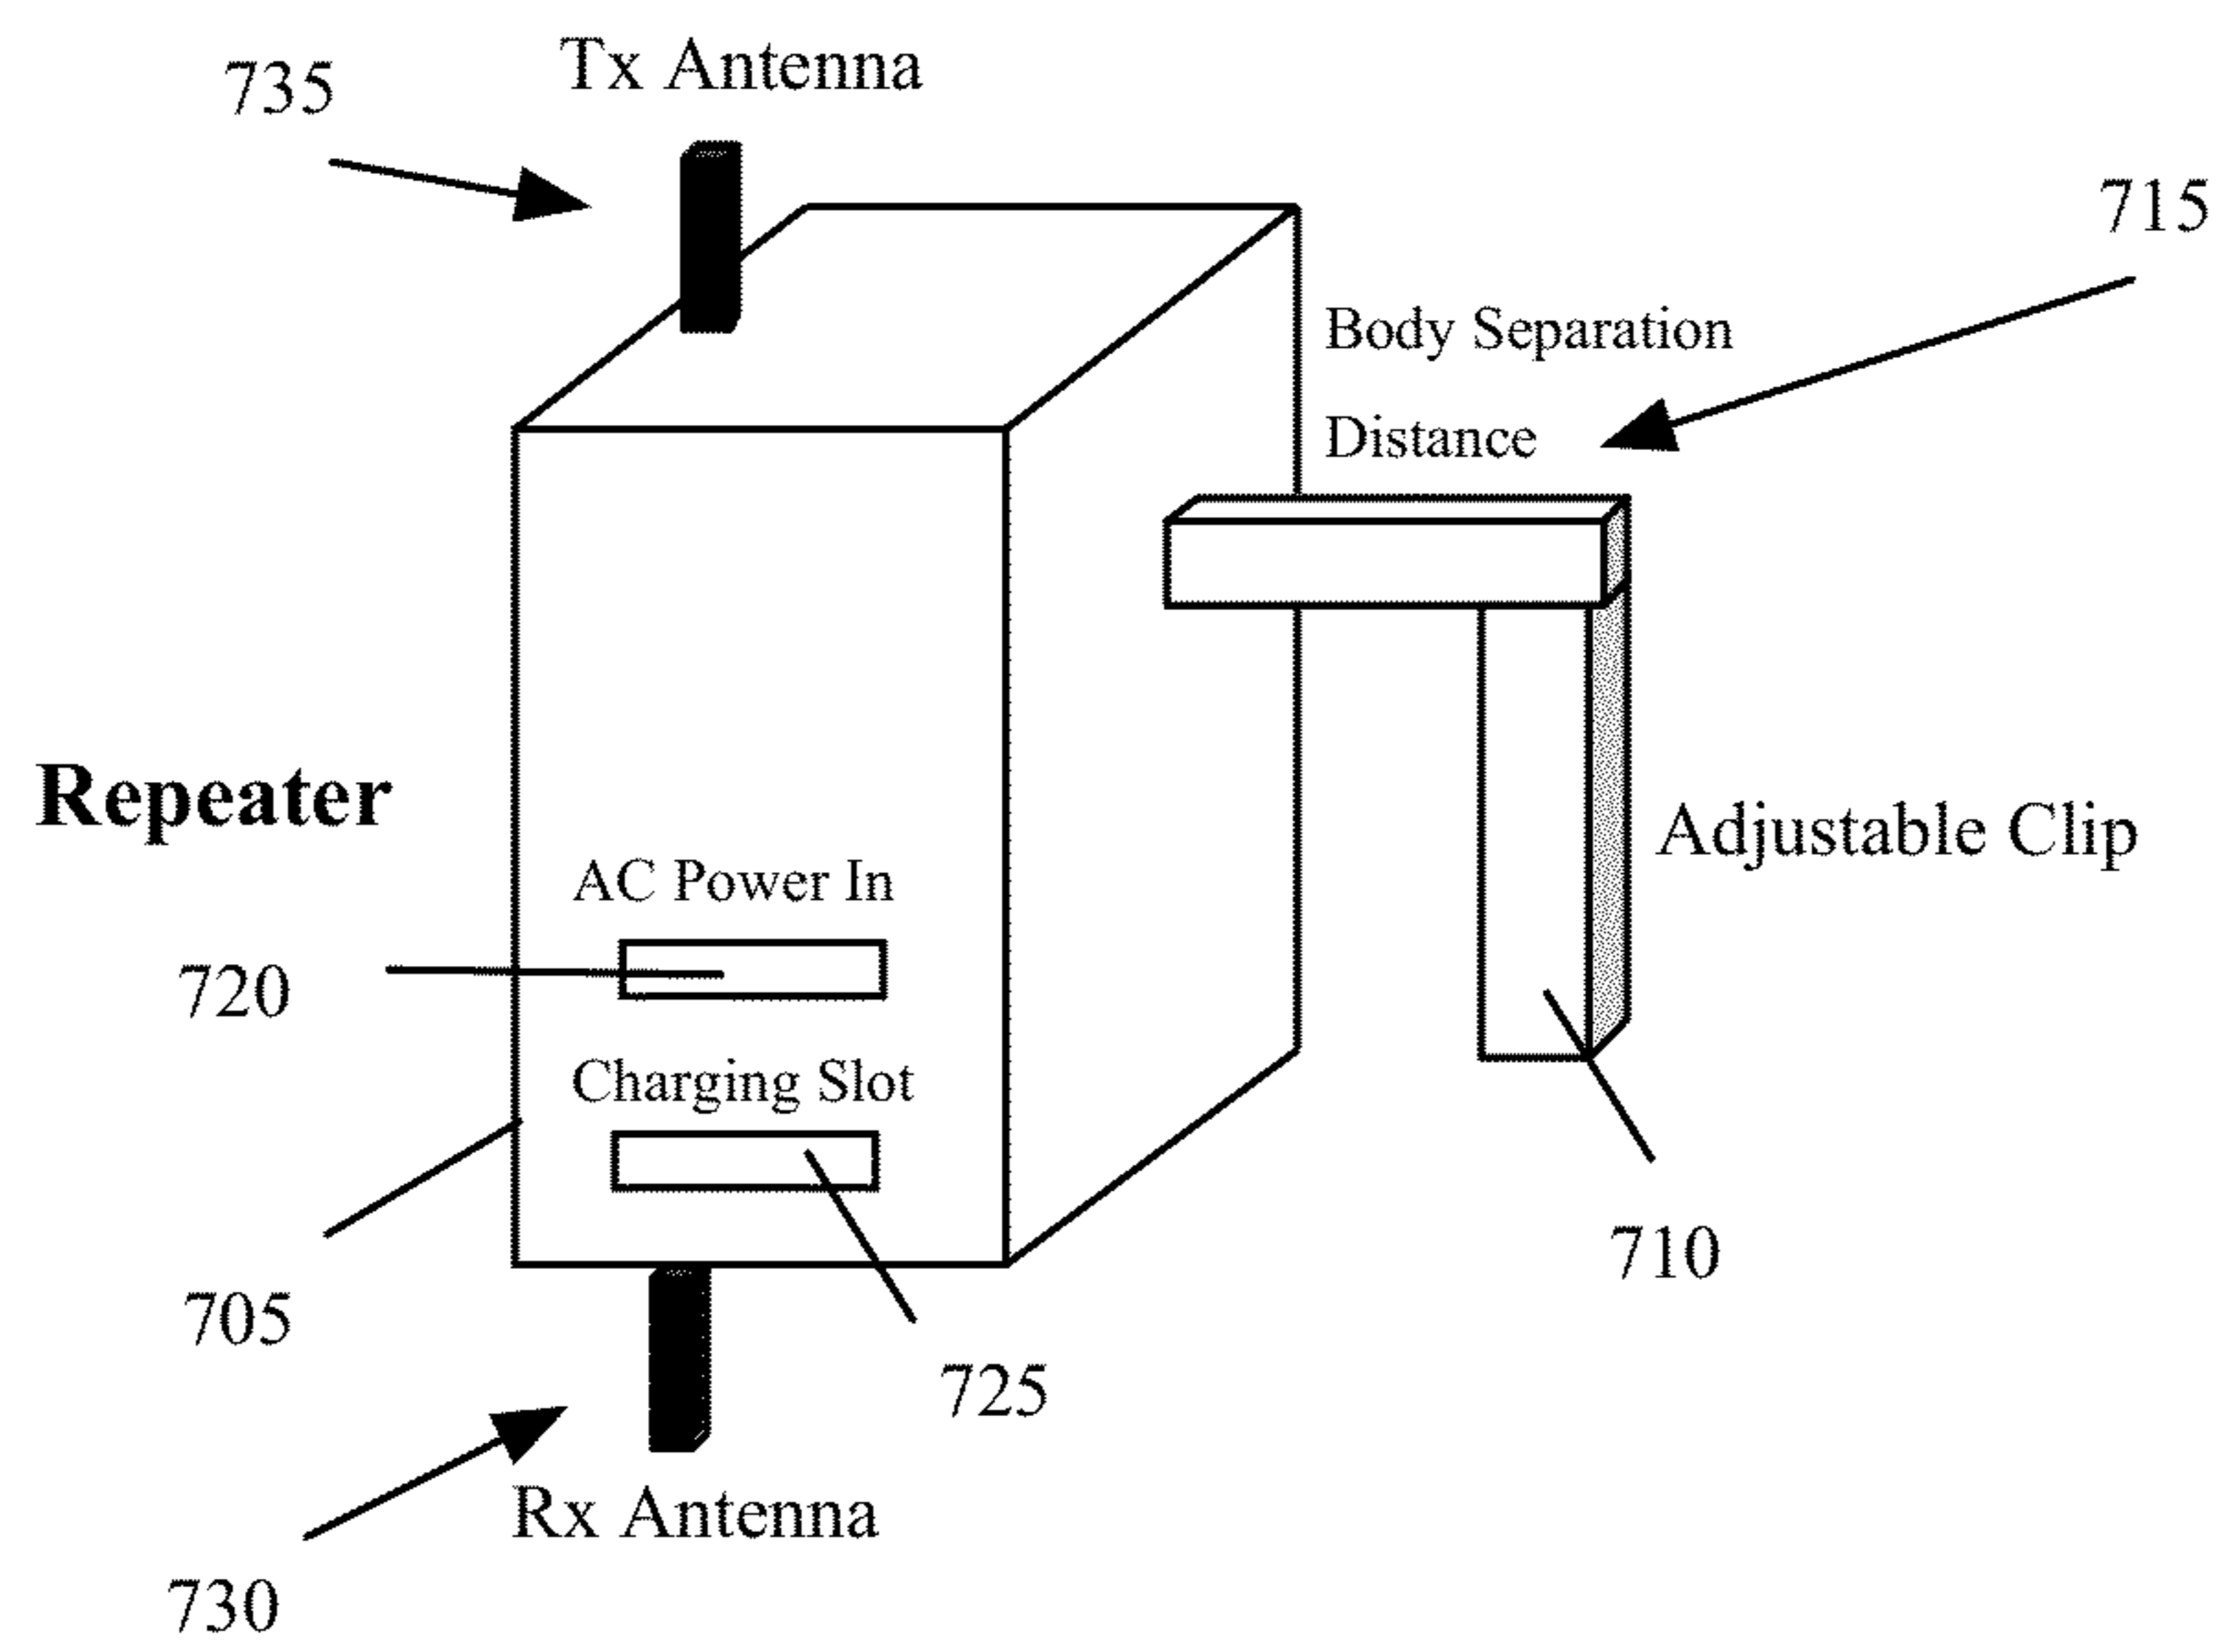 Tx Antenna
735
715
Body Separation
Distance
Repeater
Adjustable Clip
AC Power In
720
Charging Slot
710
705
725
Rx Antenna
730